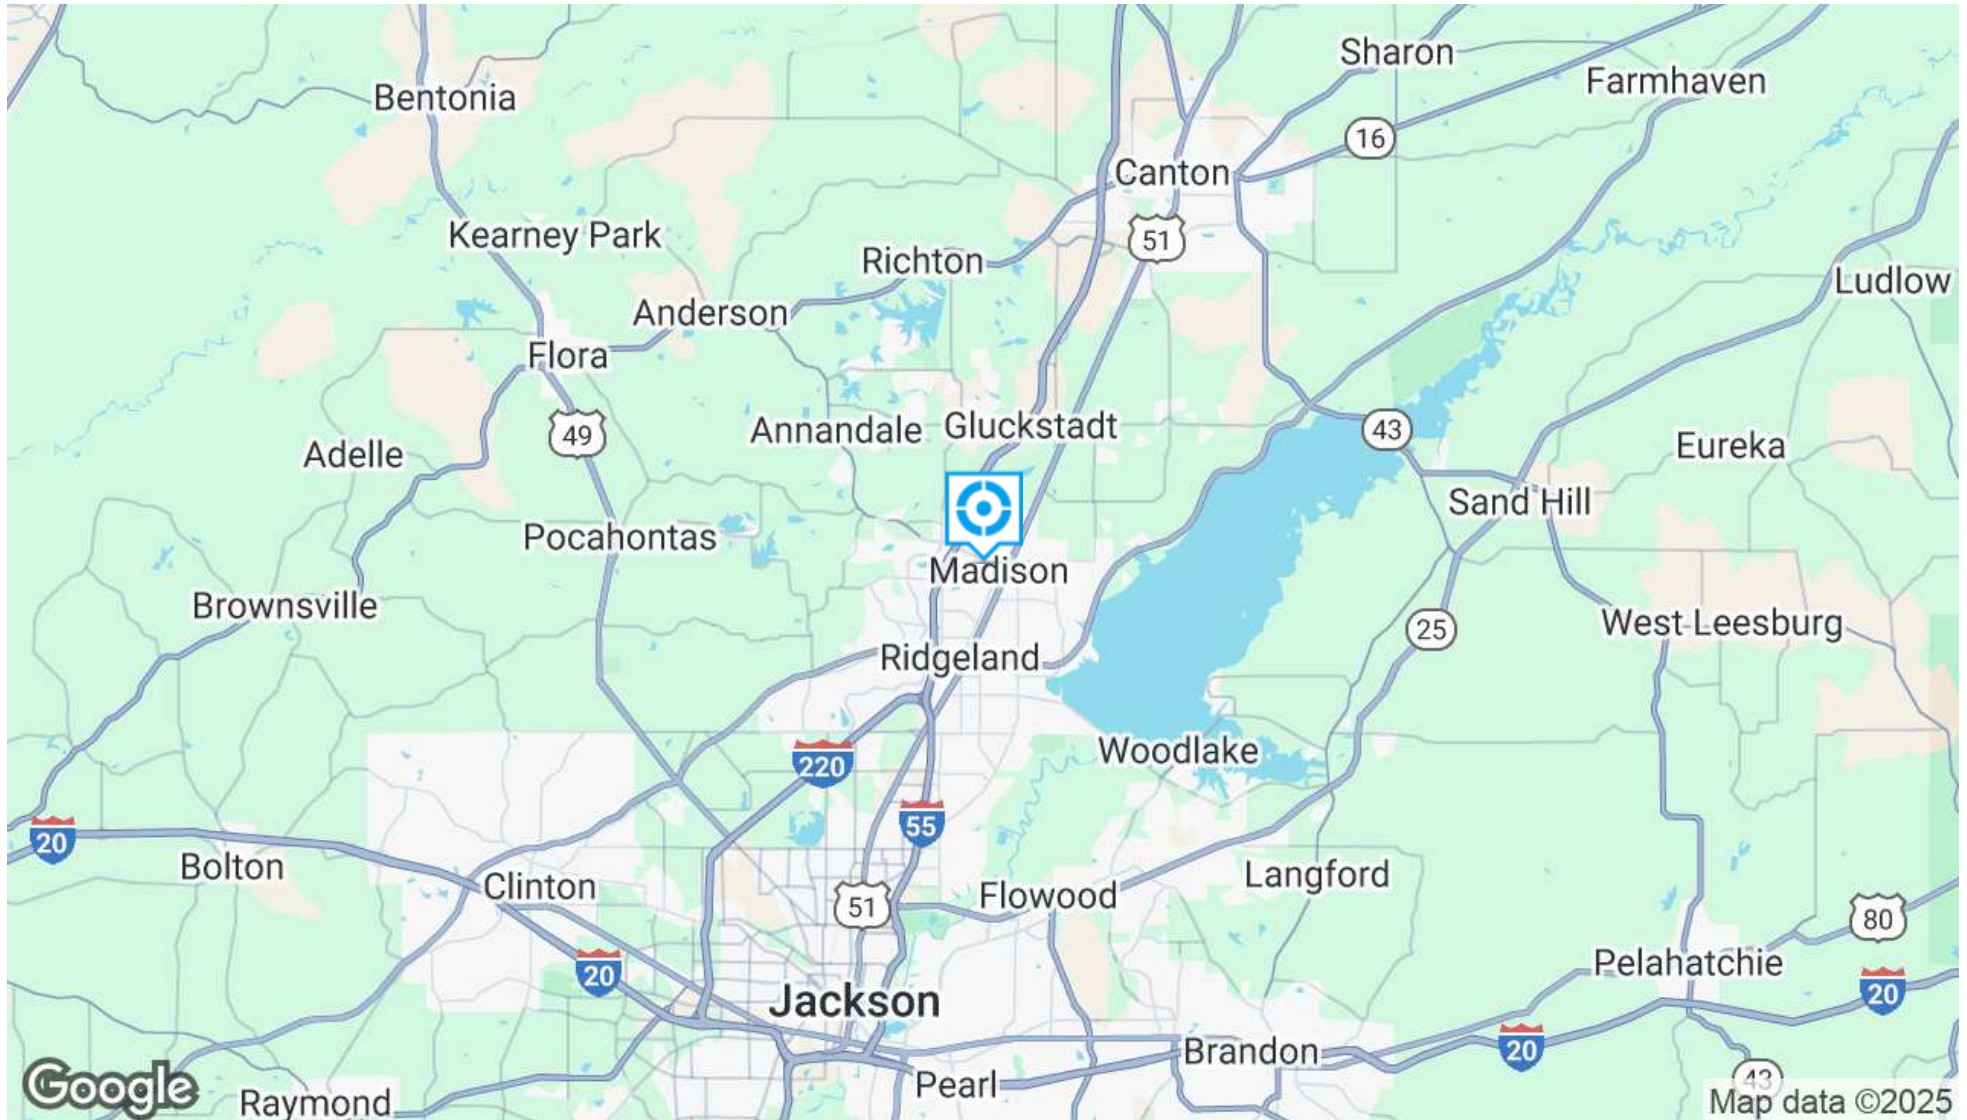 Sharon
Farmhaven
Bentonia
16
Canton
Kearney Park
51
Richton
Ludlow
Anderson
Flora
49
Annandale
Gluckstadt
43
Adelle
Eureka
Sand Hill
Pocahontas
Madison
Brownsville
West Leesburg
25
Ridgeland
Woodlake
220
55
20
Bolton
Clinton
51
Flowood
Langford
80
Pelahatchie
20
20
Jackson
20
Brandon
Google
Pearl
43
Raymond
Map data ©2025